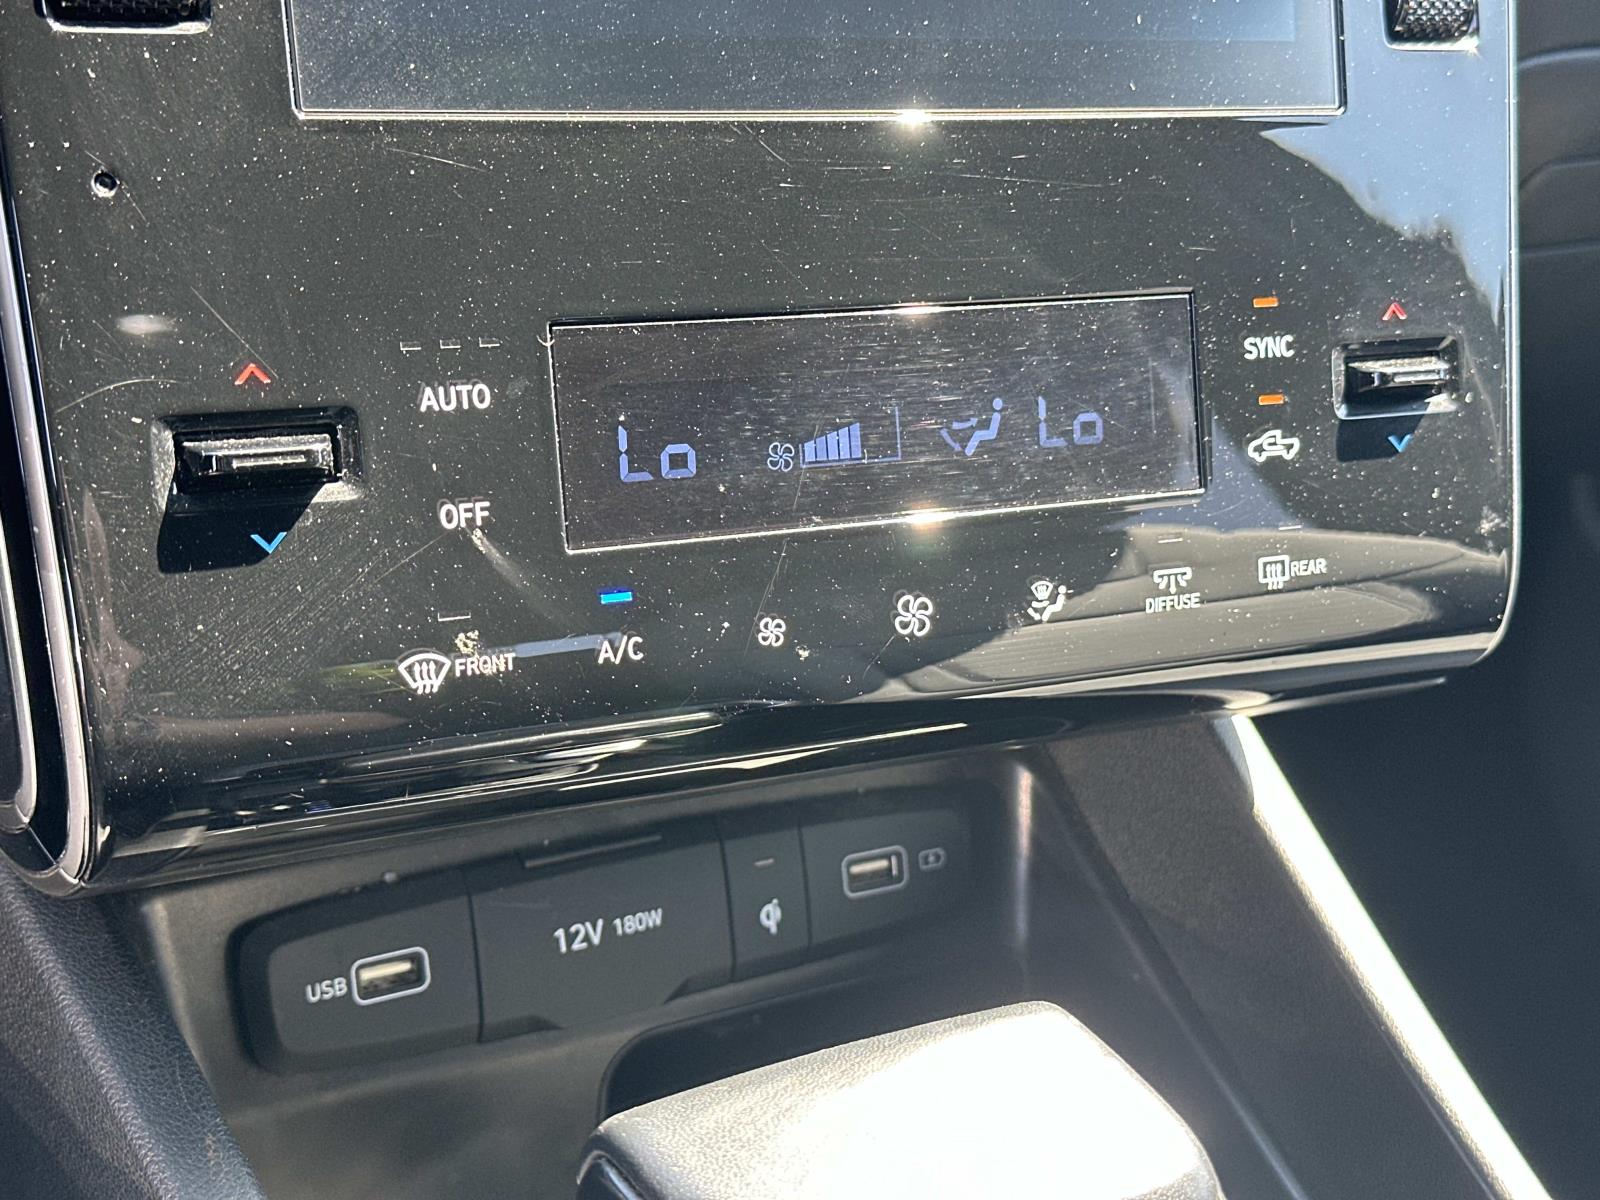 SYNC
AUTO
Lo Lo
OFF
REAR
DIFFUSE
A/C
FRONT
12V 180W
USB